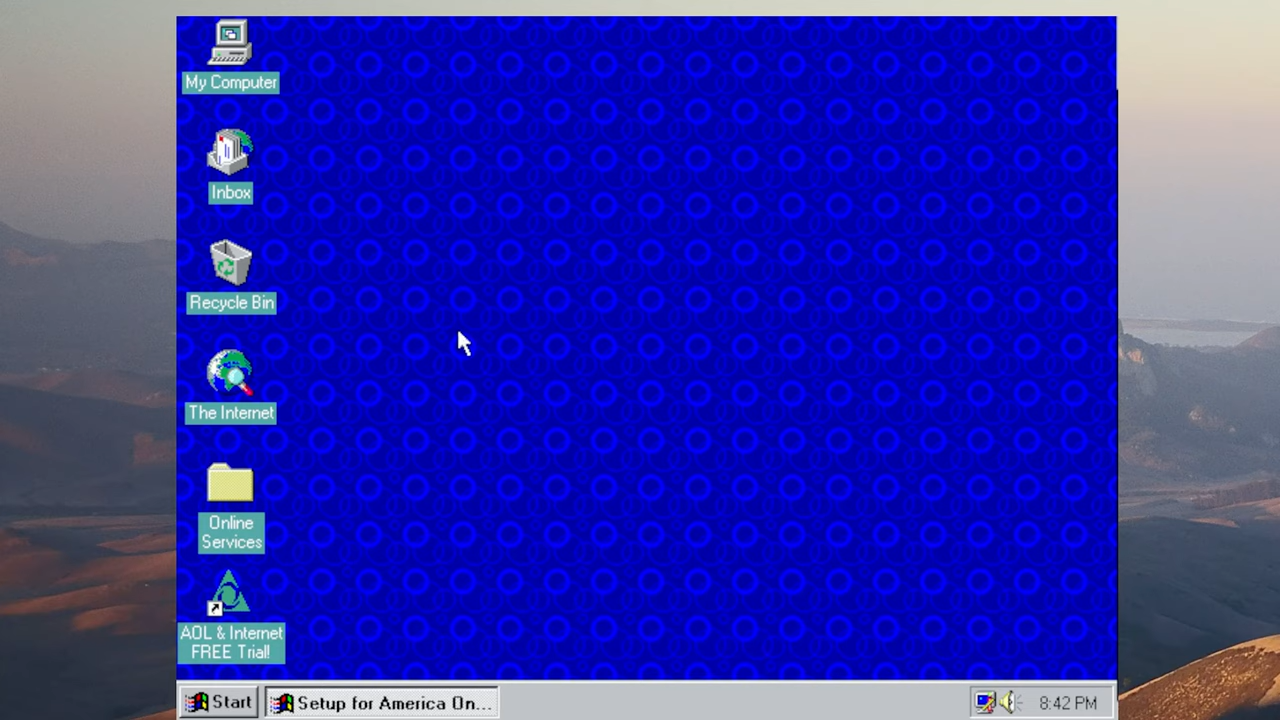 My Computer
Inbox
Recycle Bin
The Internet
Online
Services
AOL & Internet
FREE Trial!
Start
Setup for America On...
8:42 PM